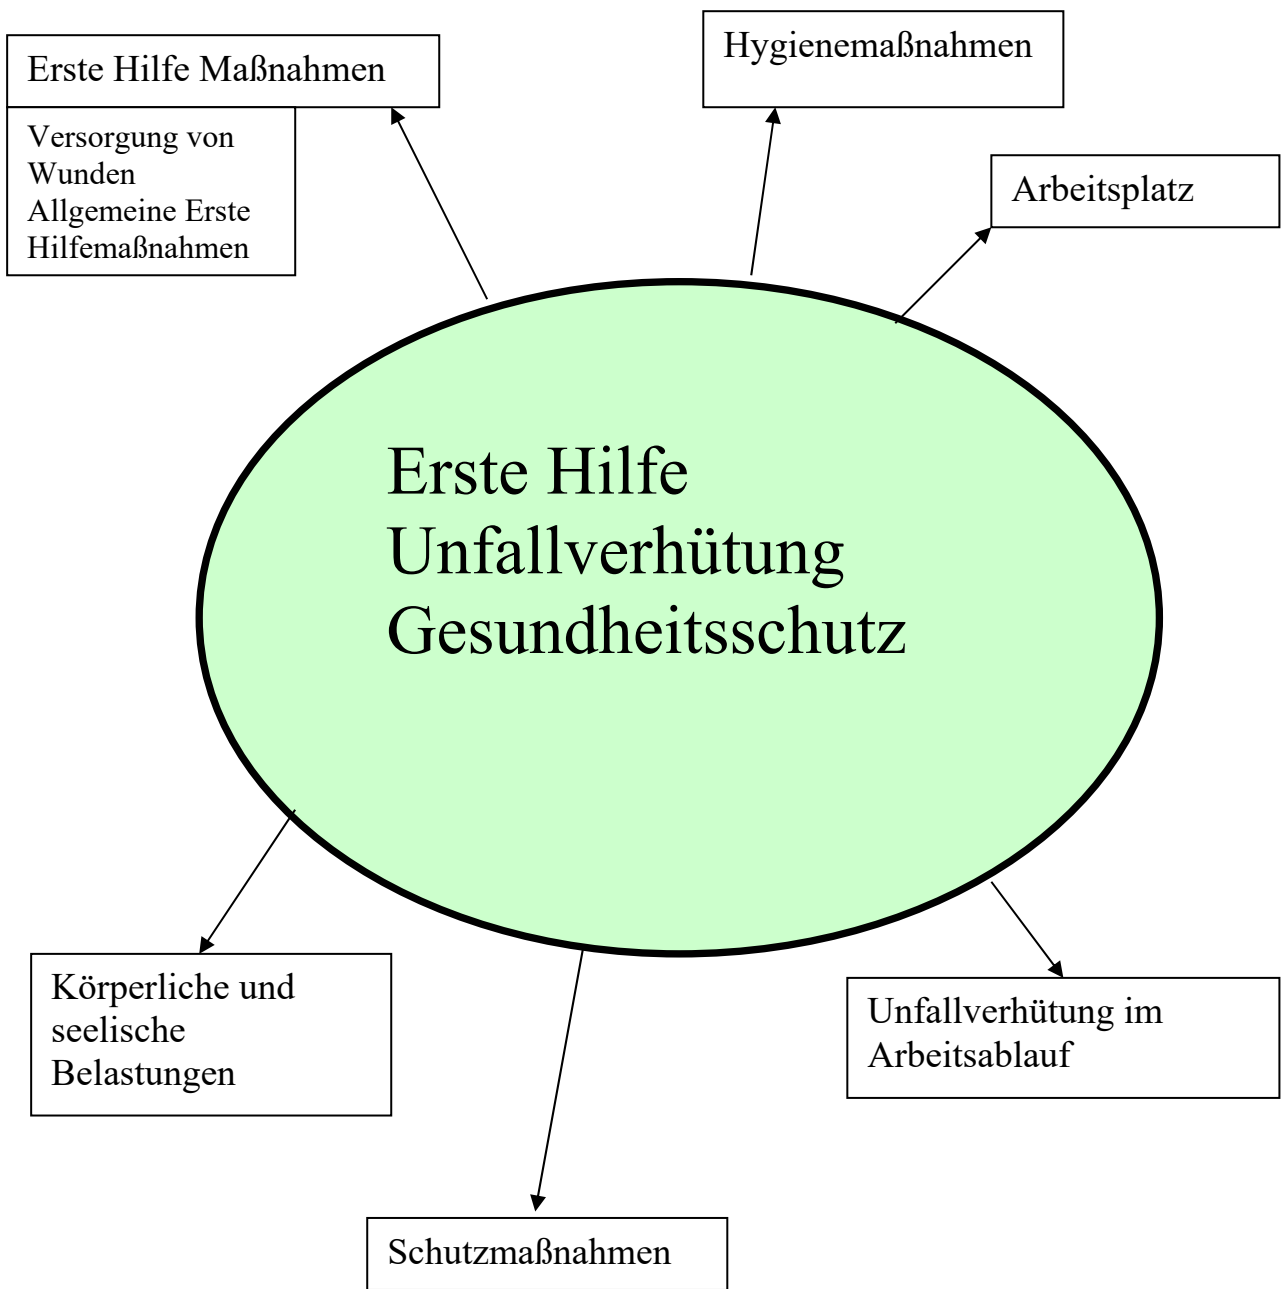 Erste Hilfe Maßnahmen
Versorgung von
Wunden
Allgemeine Erste
Hilfemaßnahmen
Hygienemaßnahmen
Arbeitsplatz
Erste Hilfe
Unfallverhütung
Gesundheitsschutz
Körperliche und
seelische
Belastungen
Unfallverhütung im
Arbeitsablauf
Schutzmaßnahmen